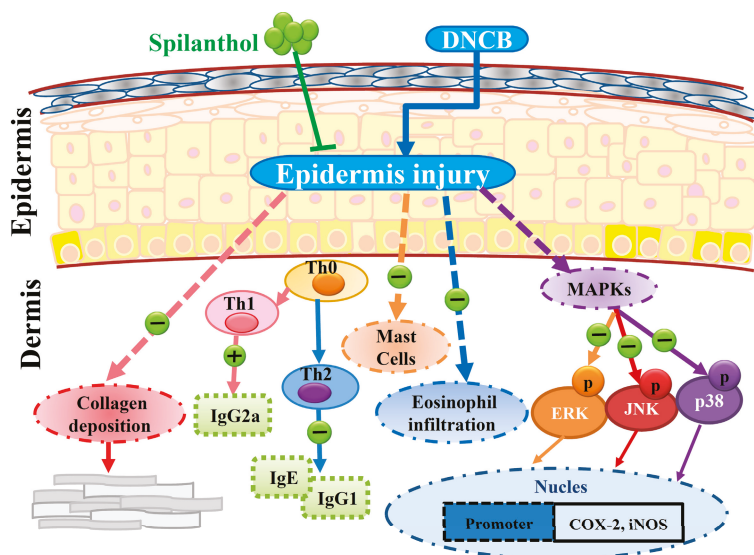 Spilanthol
DNCB
Epidermis
Epidermis injury
Dermis
Th0
Th1
MAPKs
Mast
Cells
Th2
IgG2a
Collagen
deposition
Eosinophil
infiltration
p
p
p
ERK
JNK
p38
IgE
IgG1
Nucles
Promoter
COX-2, iNOS